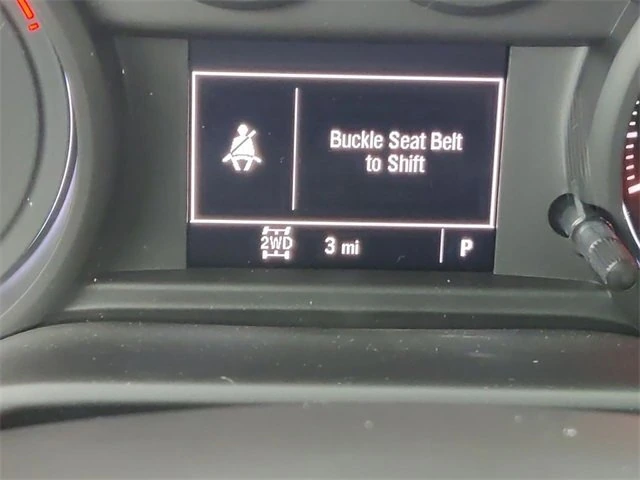 Buckle Seat Belt
to Shift
2WD 3 mi P